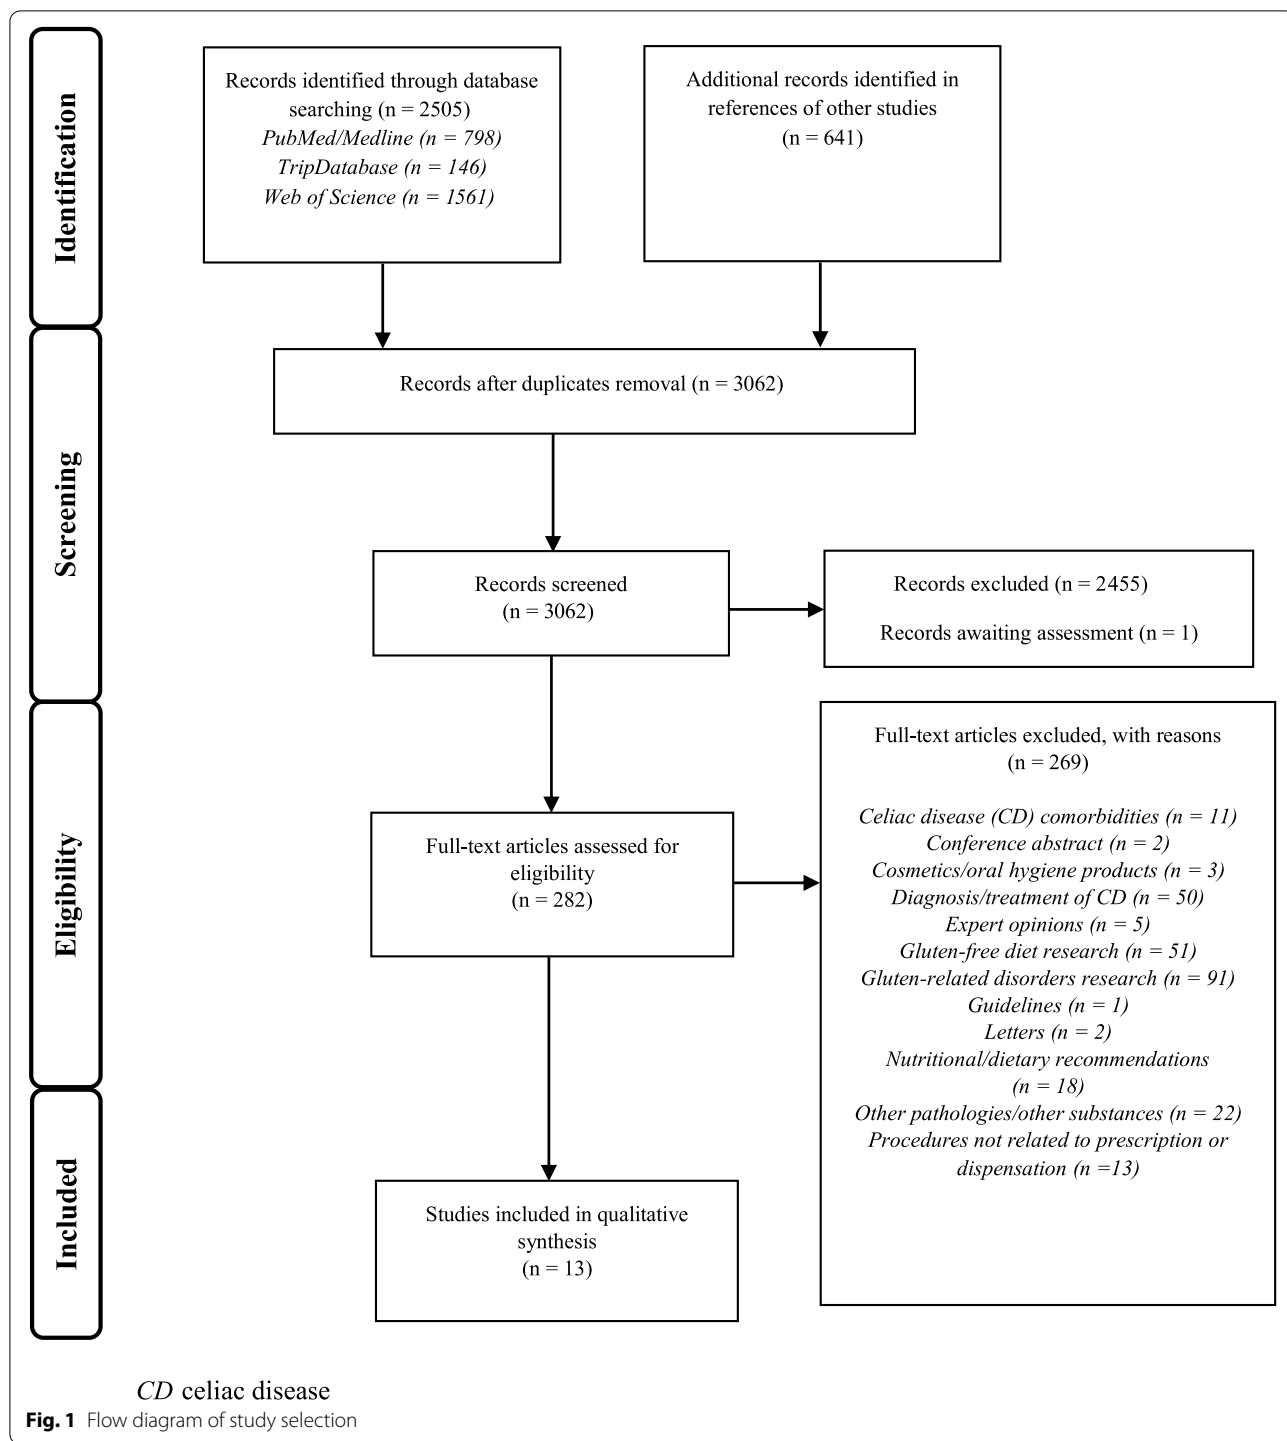 Identification
Records identified through database
searching (n = 2505)
PubMed/Medline (n = 798)
TripDatabase (n = 146)
Web of Science (n = 1561)
Additional records identified in
references of other studies
(n = 641)
Screening
Records after duplicates removal (n = 3062)
Records screened
(n = 3062)
Records excluded (n = 2455)
Records awaiting assessment (n = 1)
Eligibility
Full-text articles assessed for
eligibility
(n = 282)
Full-text articles excluded, with reasons
(n = 269)
Celiac disease (CD) comorbidities (n = 11)
Conference abstract (n = 2)
Cosmetics/oral hygiene products (n = 3)
Diagnosis/treatment of CD (n = 50)
Expert opinions (n = 5)
Gluten-free diet research (n = 51)
Gluten-related disorders research (n = 91)
Guidelines (n = 1)
Letters (n = 2)
Nutritional/dietary recommendations
(n = 18)
Other pathologies/other substances (n = 22)
Procedures not related to prescription or
dispensation (n =13)
Included
Studies included in qualitative
synthesis
(n = 13)
CD celiac disease
Fig. 1 Flow diagram of study selection